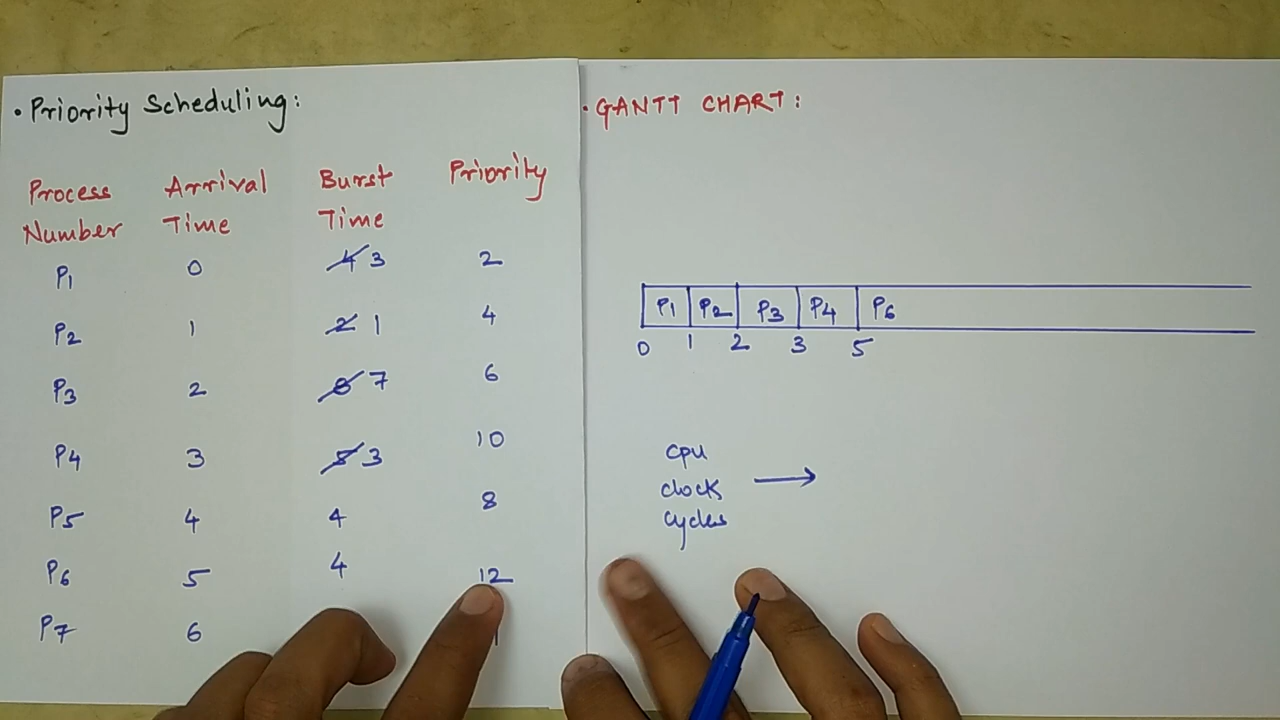 • Priority Scheduling:
Process Number Arrival Time Burst Time Priority
P1 0 4 3 2
P2 1 2 1 4
P3 2 8 7 6
P4 3 5 3 10
P5 4 4 8
P6 5 4 12
P7 6
• GANTT CHART:
P1 P2 P3 P4 P6
0 1 2 3 5
CPU
clock
cycles